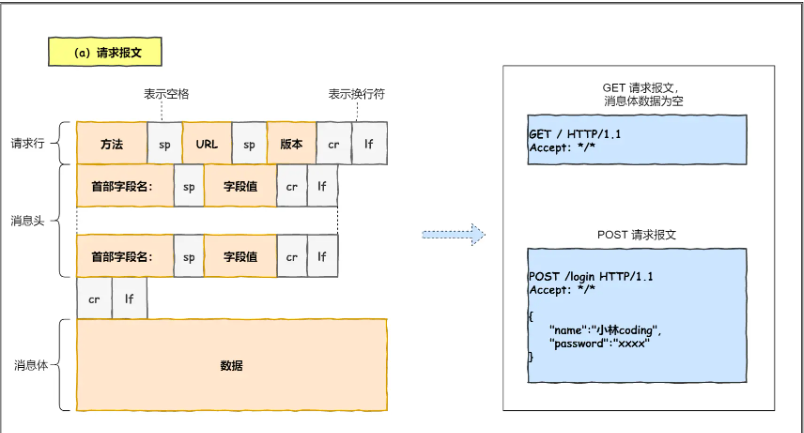 (a) 请求报文
表示空格
表示换行符
请求行
方法 sp URL sp 版本 cr lf
消息头
首部字段名: sp 字段值 cr lf
首部字段名: sp 字段值 cr lf
cr lf
消息体
数据
GET 请求报文,
消息体数据为空
GET / HTTP/1.1
Accept: */*
POST 请求报文
POST /login HTTP/1.1
Accept: */*
{
"name":"小林coding",
"password":"xxxx"
}